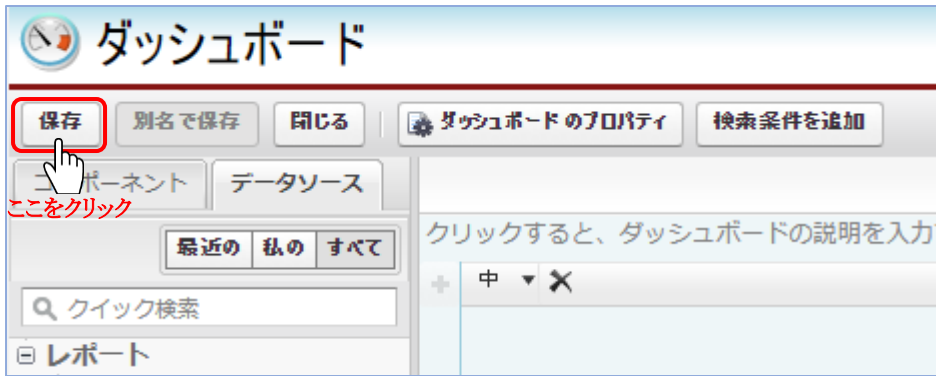 ダッシュボード
保存 別名で保存 閉じる ダッシュボード のプロパティ 検索条件を追加
コンポーネント データソース
ここをクリック
最近の 私の すべて
クリックすると、ダッシュボードの説明を入力
中
クイック検索
レポート